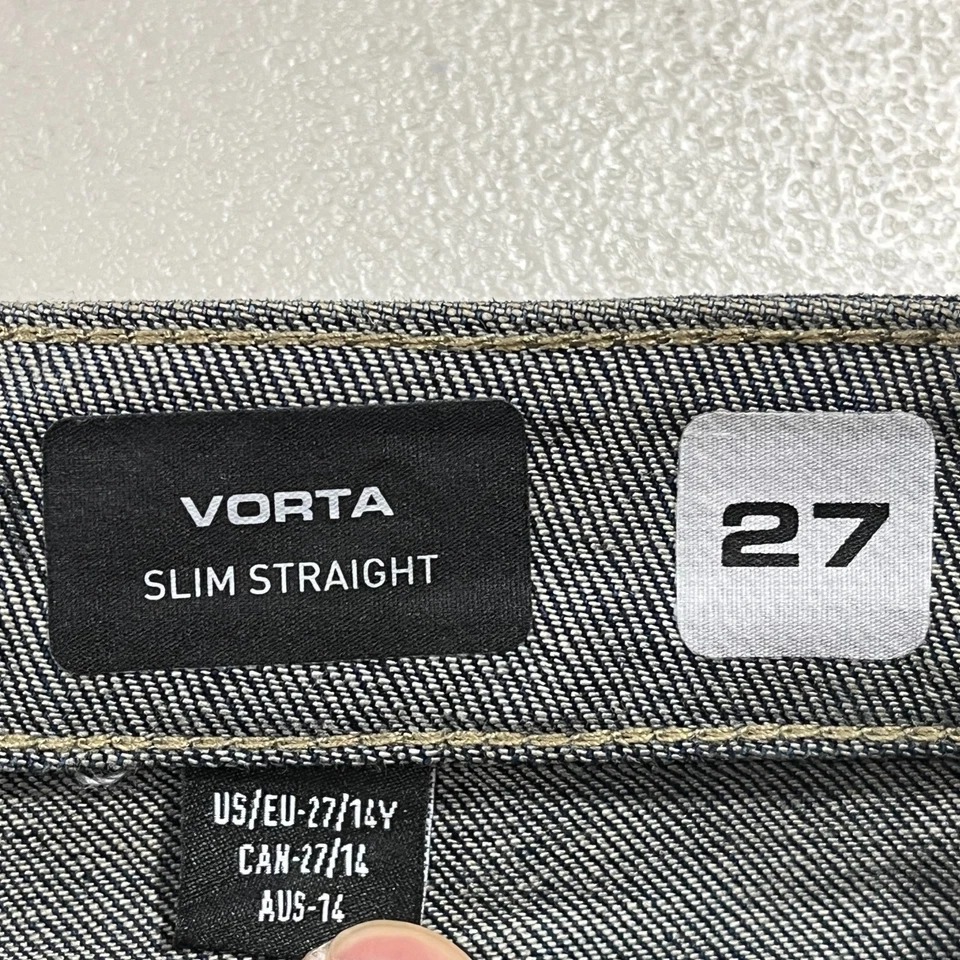 VORTA
SLIM STRAIGHT
27
US/EU-27/14Y
CAN-27/14
AUS-14